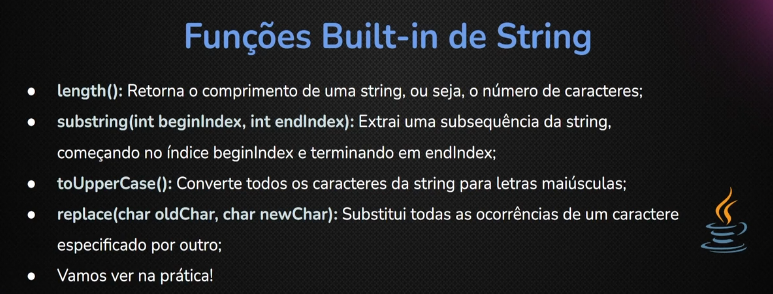 Funções Built-in de String
● length(): Retorna o comprimento de uma string, ou seja, o número de caracteres;
● substring(int beginIndex, int endIndex): Extrai uma subsequência da string,
começando no índice beginIndex e terminando em endIndex;
● toUpperCase(): Converte todos os caracteres da string para letras maiúsculas;
● replace(char oldChar, char newChar): Substitui todas as ocorrências de um caractere
especificado por outro;
● Vamos ver na prática!